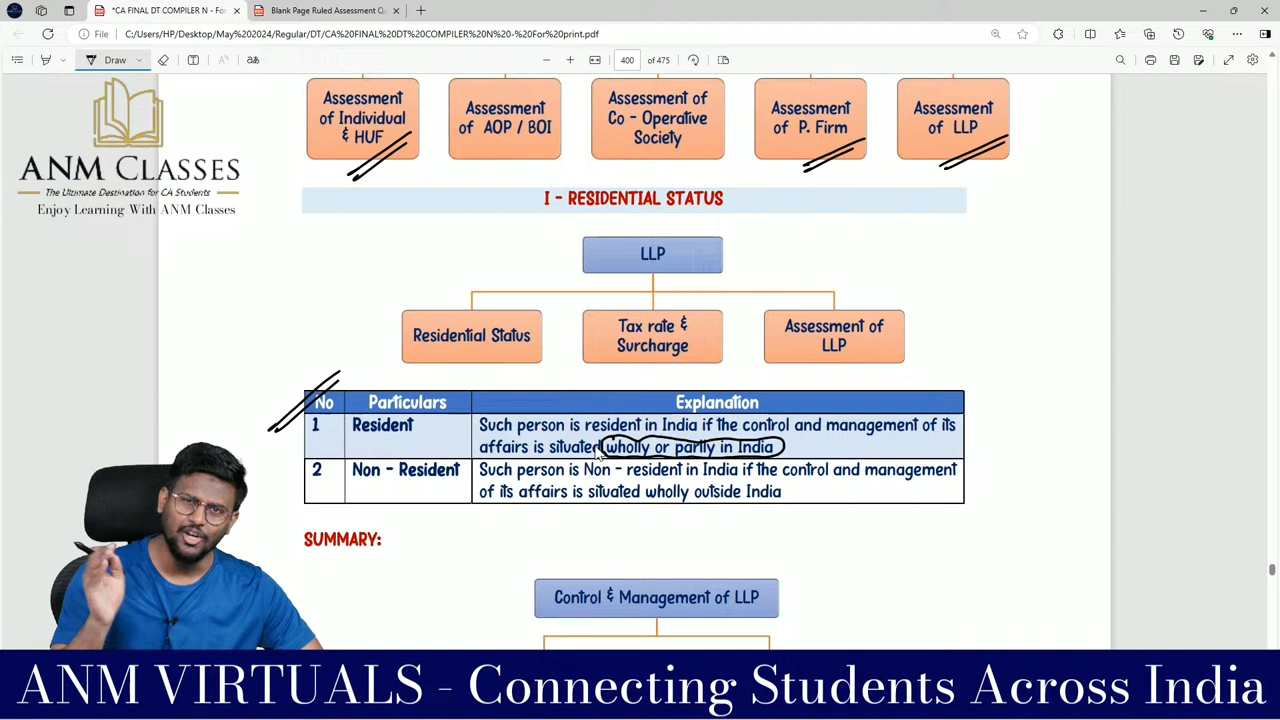 *CA FINAL DT COMPILER N - Fo
Blank Page Ruled Assessment Q
File
C:/Users/HP/Desktop/May%202024/Regular/DT/CA%20FINAL%20DT%20COMPILER%20N%20-%20For%20print.pdf
Draw
400 of 475
Assessment
of Individual
& HUF
Assessment
of AOP / BOI
Assessment of
Co - Operative
Society
Assessment
of P. Firm
Assessment
of LLP
ANM CLASSES
The Ultimate Destination for CA Students
Enjoy Learning With ANM Classes
I - RESIDENTIAL STATUS
LLP
Residential Status
Tax rate &
Surcharge
Assessment of
LLP
No Particulars Explanation
1 Resident Such person is resident in India if the control and management of its
affairs is situated wholly or partly in India
2 Non - Resident Such person is Non - resident in India if the control and management
of its affairs is situated wholly outside India
SUMMARY:
Control & Management of LLP
ANM VIRTUALS - Connecting Students Across India